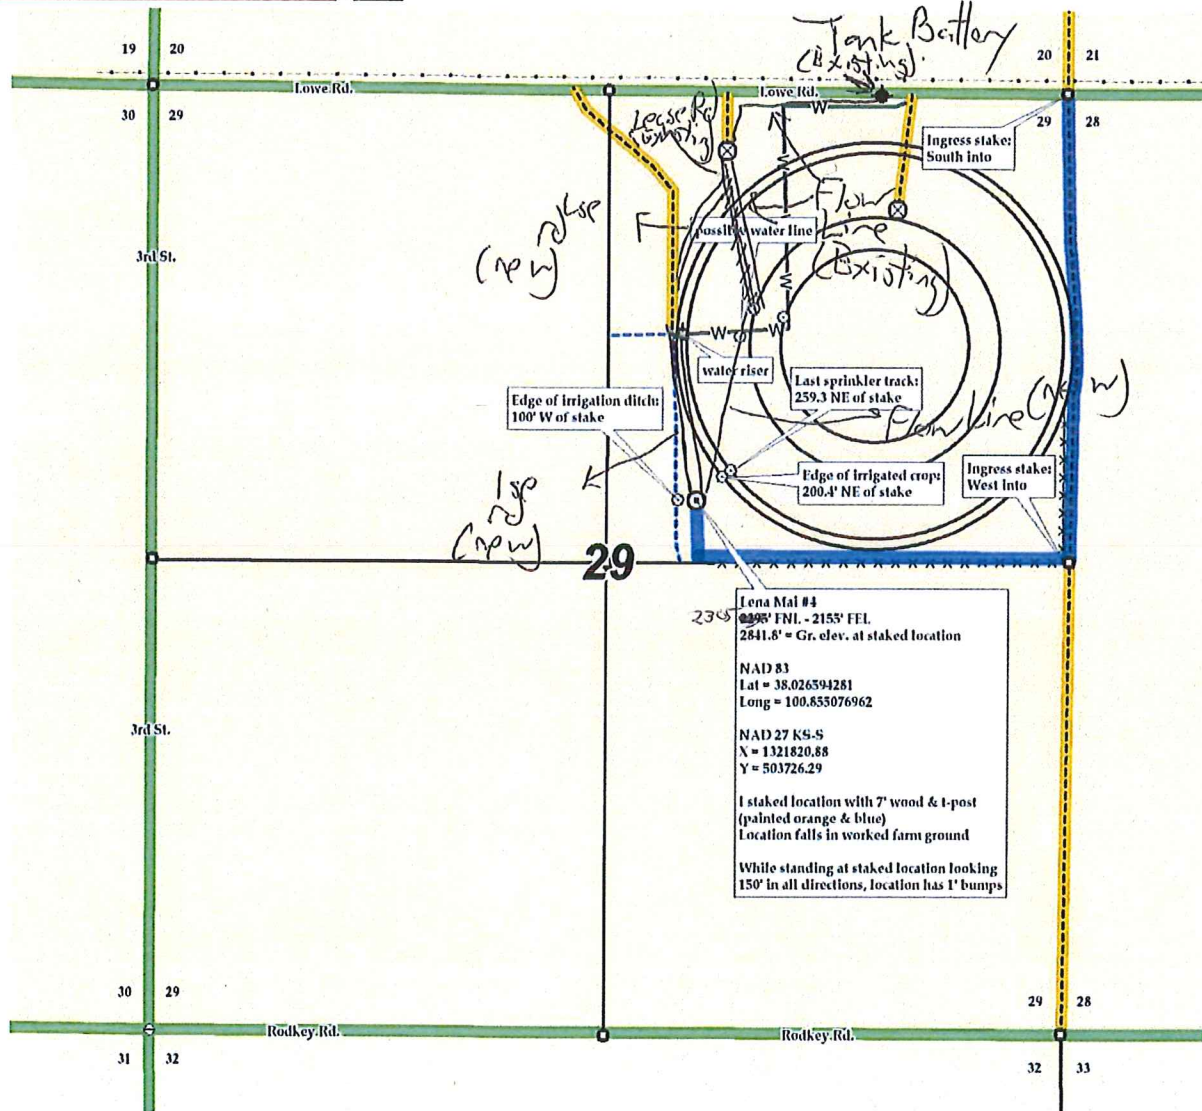 Tank Battery
(Existing)
19 20
20 21
Lowe Rd.
Lowe Rd.
30 29
29 28
W
Lease Rd
Existing
Ingress stake:
South into
W
Flow
Line
(Existing)
possible water line
rd lse
(new)
3rd St.
W
W W
water riser
Last sprinkler track:
259.3 NE of stake
Edge of irrigation ditch:
100' W of stake
Flow Line (new)
Edge of irrigated crop:
200.4' NE of stake
Ingress stake:
West into
lse
rd
(new)
29
Lena Mai #4
FNL - 2155' FEL
2841.8' = Gr. elev. at staked location
NAD 83
Lat = 38.026594281
Long = 100.855076962
NAD 27 KS-S
X = 1321820.88
Y = 503726.29
I staked location with 7' wood & t-post
(painted orange & blue)
Location falls in worked farm ground
While standing at staked location looking
150' in all directions, location has 1' bumps
3rd St.
30 29
29 28
Rodkey Rd.
Rodkey Rd.
31 32
32 33